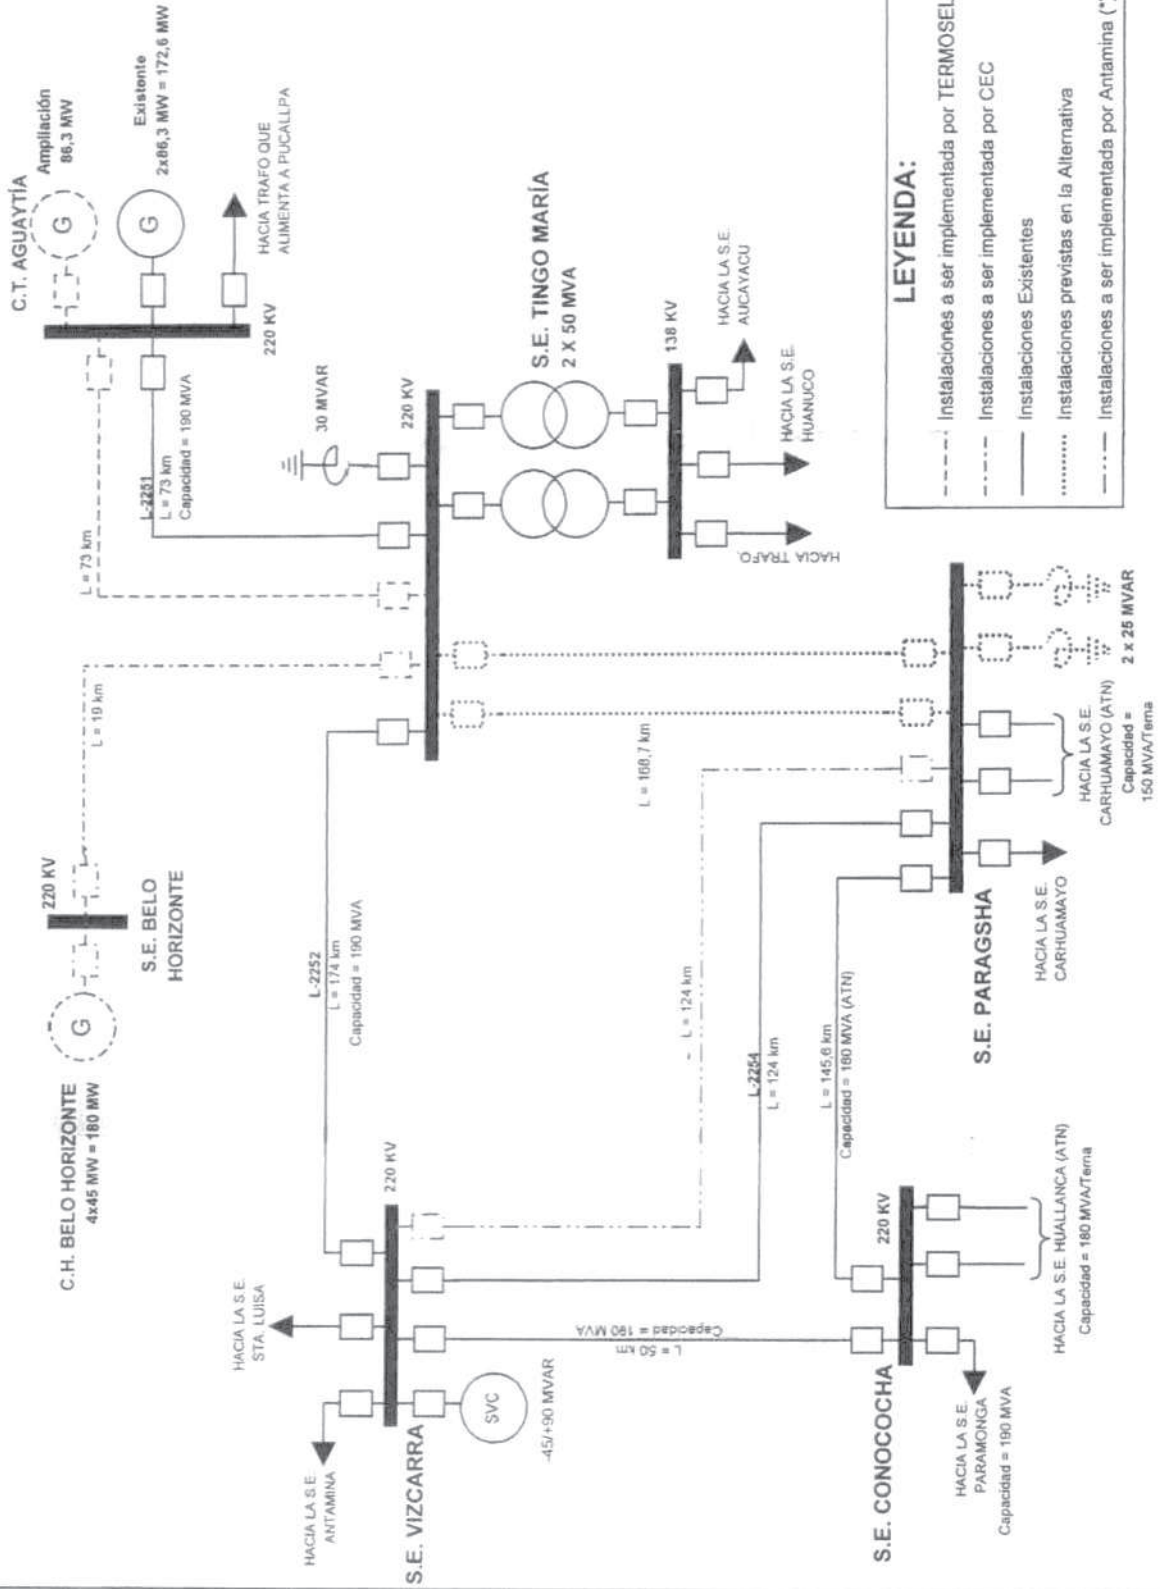 C.H. BELO HORIZONTE
4x45 MW = 180 MW
G
220 KV
S.E. BELO
HORIZONTE
L = 19 km
C.T. AGUAYTÍA
Ampliación
86,3 MW
G
Existente
2x86,3 MW = 172,6 MW
G
HACIA TRAFO QUE
AUMENTA A PUCALLPA
220 KV
L = 73 km
L-2251
L = 73 km
Capacidad = 190 MVA
30 MVAR
220 KV
S.E. TINGO MARÍA
2 X 50 MVA
138 KV
HACIA TRAFO.
HACIA LA S.E.
HUANUCO
HACIA LA S.E.
AUCAYACU
L-2252
L = 174 km
Capacidad = 190 MVA
L = 168,7 km
L = 124 km
L-2254
L = 124 km
L = 145,6 km
Capacidad = 160 MVA (ATN)
HACIA LA S.E
ANTAMINA
HACIA LA S.E.
STA. LUISA
220 KV
S.E. VIZCARRA
SVC
-45/+90 MVAR
L = 50 km
Capacidad = 190 MVA
S.E. CONOCOCHA
220 KV
HACIA LA S.E.
PARAMONGA
Capacidad = 190 MVA
HACIA LA S.E. HUALLANCA (ATN)
Capacidad = 180 MVA/Terna
S.E. PARAGSHA
HACIA LA S.E.
CARHUAMAYO
HACIA LA S.E.
CARHUAMAYO (ATN)
Capacidad =
150 MVA/Terna
2 x 25 MVAR
LEYENDA:
Instalaciones a ser implementada por TERMOSEL
Instalaciones a ser implementada por CEC
Instalaciones Existentes
Instalaciones previstas en la Alternativa
Instalaciones a ser implementada por Antamina (*)